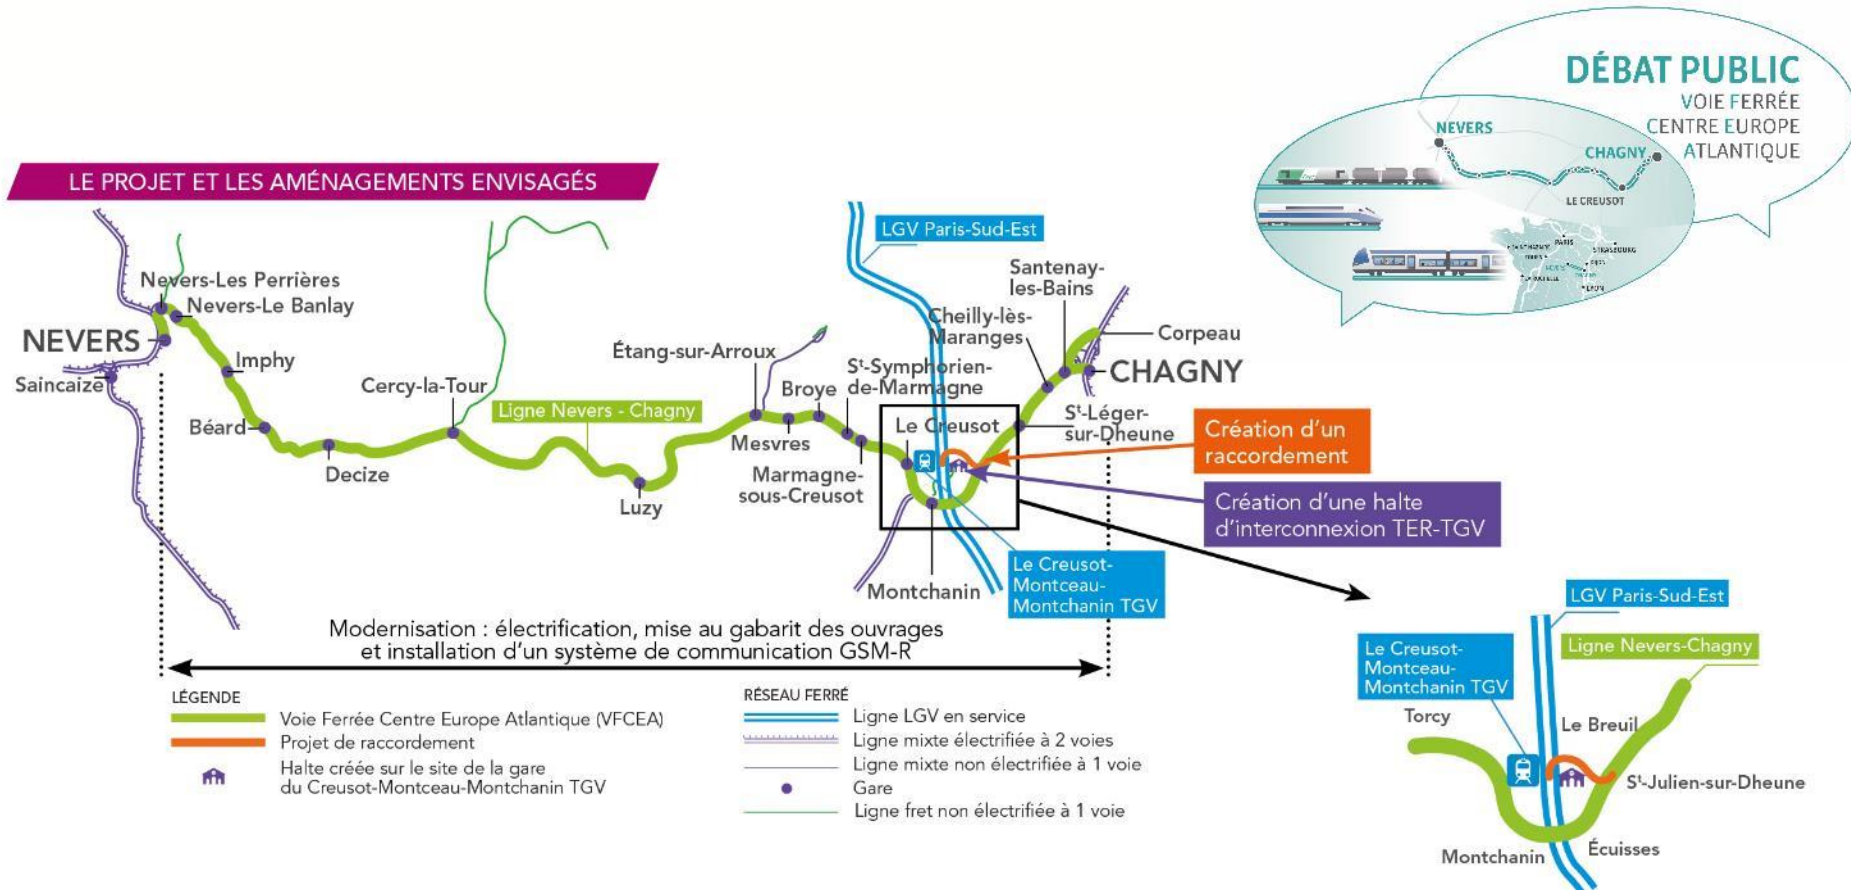 DÉBAT PUBLIC
VOIE FERRÉE
CENTRE EUROPE
ATLANTIQUE
NEVERS
CHAGNY
LE CREUSOT
PARIS
STRASBOURG
LYON
LE PROJET ET LES AMÉNAGEMENTS ENVISAGÉS
LGV Paris-Sud-Est
Nevers-Les Perrières
Nevers-Le Banlay
NEVERS
Saincaize
Imphy
Béard
Decize
Cercy-la-Tour
Ligne Nevers - Chagny
Luzy
Étang-sur-Arroux
Mesvres
Broye
St-Symphorien-
de-Marmagne
Marmagne-
sous-Creusot
Le Creusot
Montchanin
Santenay-
les-Bains
Cheilly-lès-
Maranges
Corpeau
CHAGNY
St-Léger-
sur-Dheune
Création d'un
raccordement
Création d'une halte
d'interconnexion TER-TGV
Le Creusot-
Montceau-
Montchanin TGV
Modernisation : électrification, mise au gabarit des ouvrages
et installation d'un système de communication GSM-R
LÉGENDE
Voie Ferrée Centre Europe Atlantique (VFCEA)
Projet de raccordement
Halte créée sur le site de la gare
du Creusot-Montceau-Montchanin TGV
RÉSEAU FERRÉ
Ligne LGV en service
Ligne mixte électrifiée à 2 voies
Ligne mixte non électrifiée à 1 voie
Gare
Ligne fret non électrifiée à 1 voie
LGV Paris-Sud-Est
Ligne Nevers-Chagny
Le Creusot-
Montceau-
Montchanin TGV
Torcy
Le Breuil
St-Julien-sur-Dheune
Écuisses
Montchanin